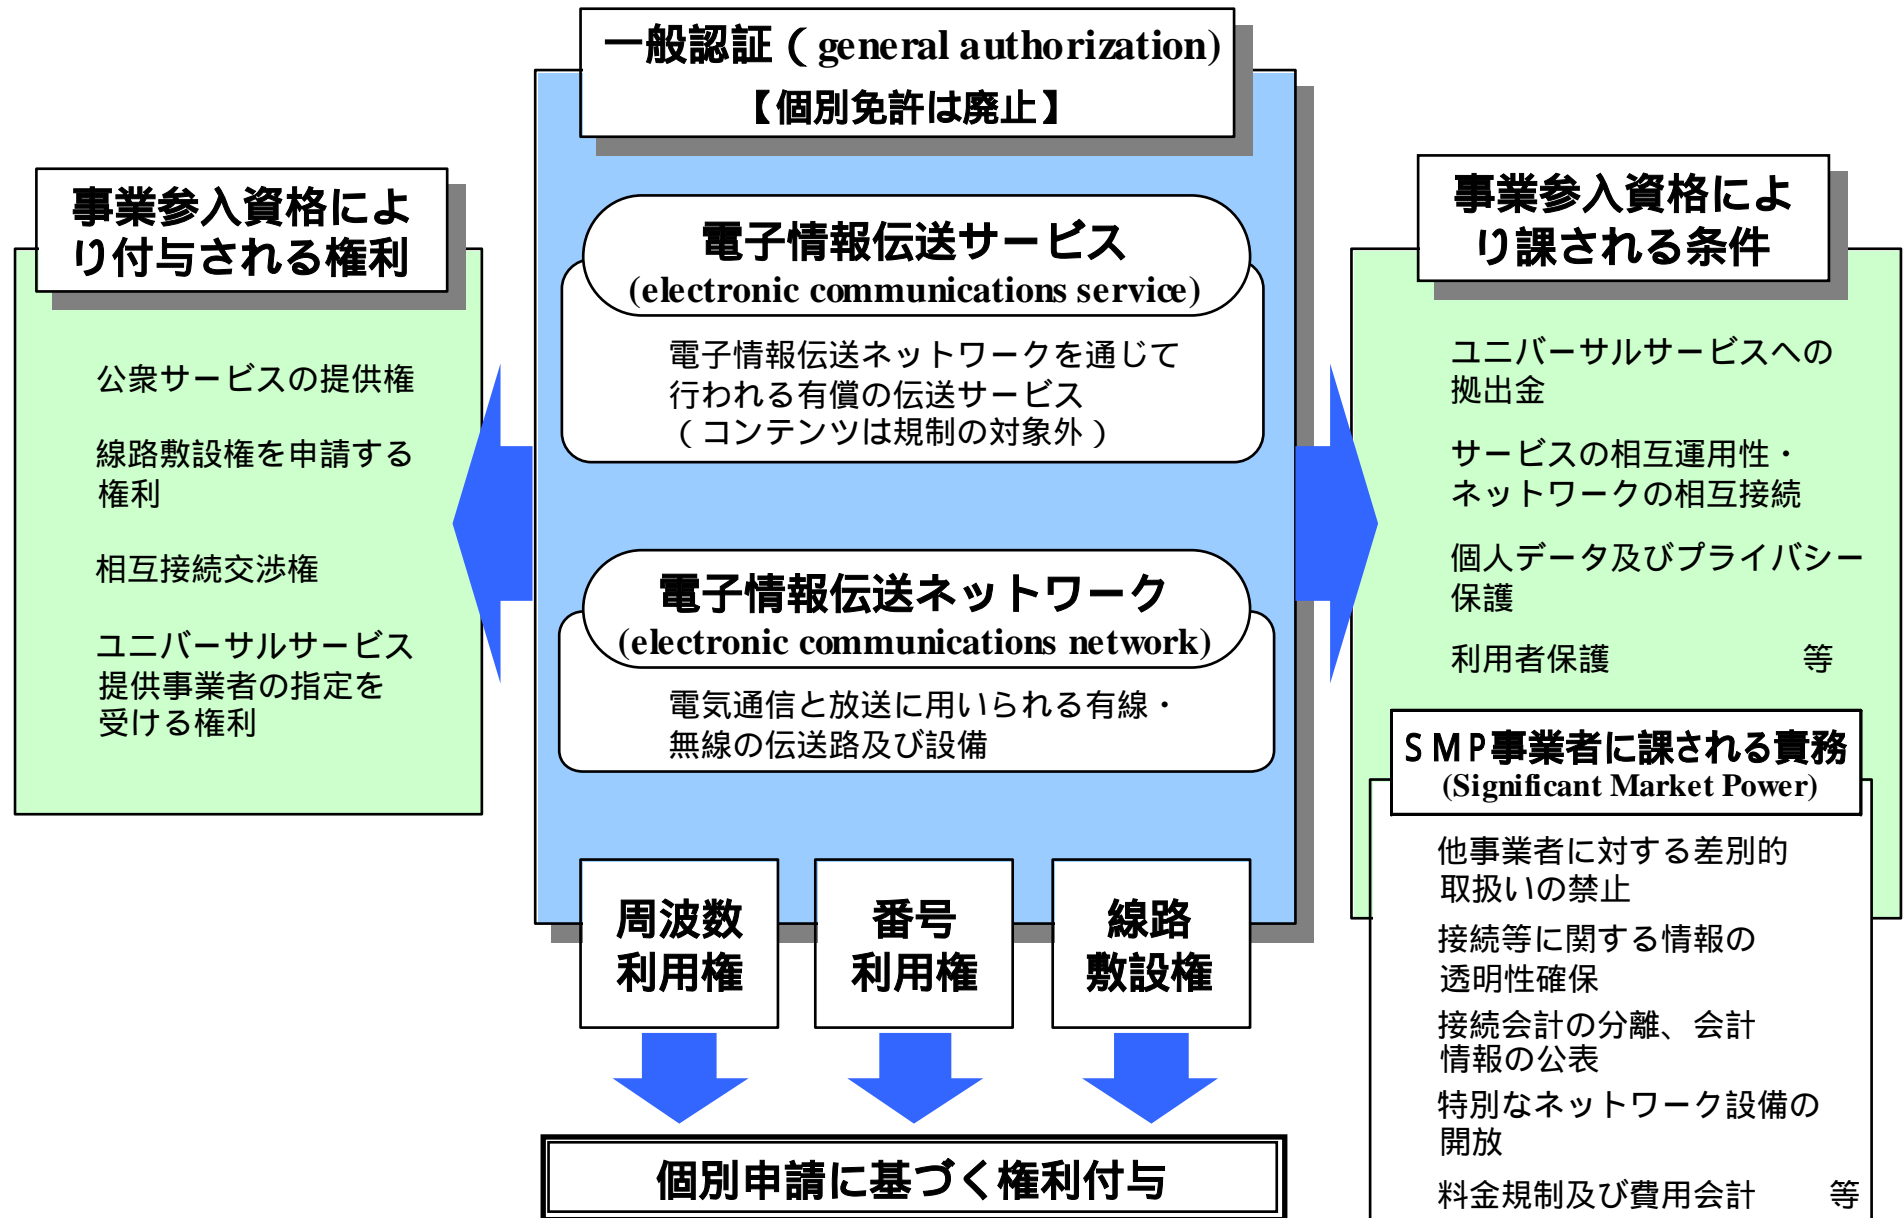 一般認証（general authorization)
【個別免許は廃止】
事業参入資格によ
り付与される権利
公衆サービスの提供権
線路敷設権を申請する
権利
相互接続交渉権
ユニバーサルサービス
提供事業者の指定を
受ける権利
電子情報伝送サービス
(electronic communications service)
電子情報伝送ネットワークを通じて
行われる有償の伝送サービス
（コンテンツは規制の対象外）
電子情報伝送ネットワーク
(electronic communications network)
電気通信と放送に用いられる有線・
無線の伝送路及び設備
周波数
利用権
番号
利用権
線路
敷設権
個別申請に基づく権利付与
事業参入資格によ
り課される条件
ユニバーサルサービスへの
拠出金
サービスの相互運用性・
ネットワークの相互接続
個人データ及びプライバシー
保護
利用者保護　　　　　　等
ＳＭＰ事業者に課される責務
(Significant Market Power)
他事業者に対する差別的
取扱いの禁止
接続等に関する情報の
透明性確保
接続会計の分離、会計
情報の公表
特別なネットワーク設備の
開放
料金規制及び費用会計　　等